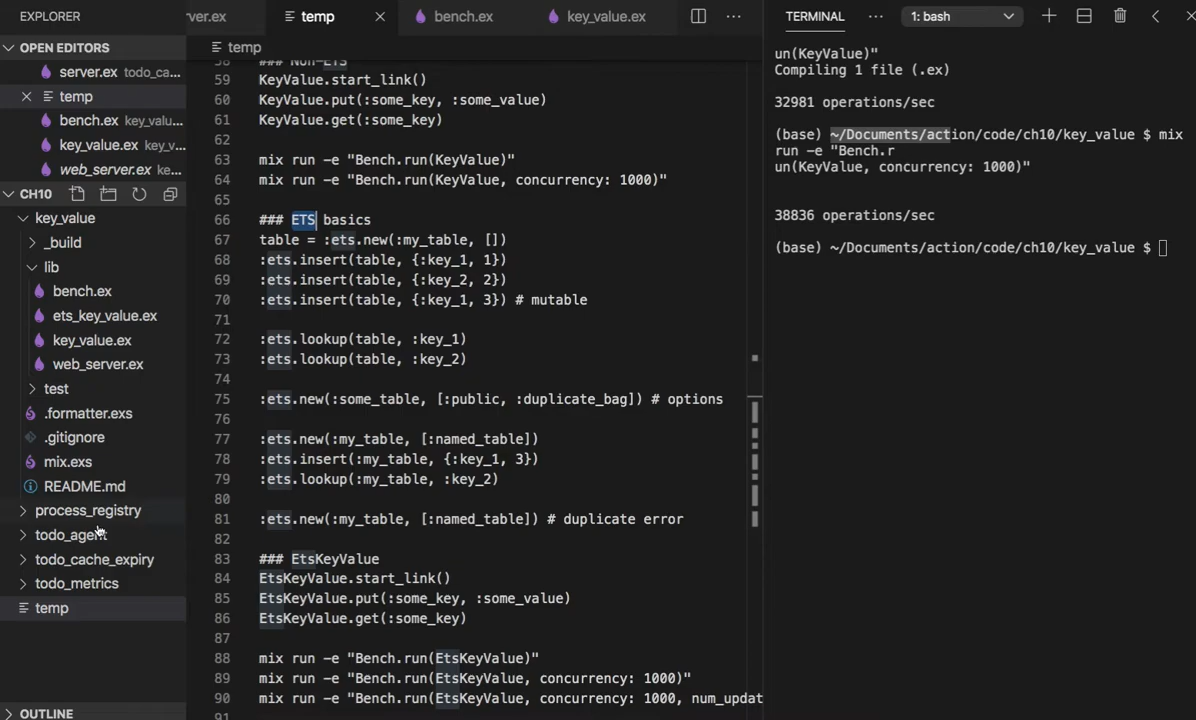 EXPLORER
OPEN EDITORS
server.ex todo_ca...
temp
bench.ex key_valu...
key_value.ex key_v...
web_server.ex ke...
CH10
key_value
_build
lib
bench.ex
ets_key_value.ex
key_value.ex
web_server.ex
test
.formatter.exs
.gitignore
mix.exs
README.md
process_registry
todo_agent
todo_cache_expiry
todo_metrics
temp
OUTLINE
ver.ex temp bench.ex key_value.ex
temp
58 ### Non-ETS
59 KeyValue.start_link()
60 KeyValue.put(:some_key, :some_value)
61 KeyValue.get(:some_key)
62
63 mix run -e "Bench.run(KeyValue)"
64 mix run -e "Bench.run(KeyValue, concurrency: 1000)"
65
66 ### ETS basics
67 table = :ets.new(:my_table, [])
68 :ets.insert(table, {:key_1, 1})
69 :ets.insert(table, {:key_2, 2})
70 :ets.insert(table, {:key_1, 3}) # mutable
71
72 :ets.lookup(table, :key_1)
73 :ets.lookup(table, :key_2)
74
75 :ets.new(:some_table, [:public, :duplicate_bag]) # options
76
77 :ets.new(:my_table, [:named_table])
78 :ets.insert(:my_table, {:key_1, 3})
79 :ets.lookup(:my_table, :key_2)
80
81 :ets.new(:my_table, [:named_table]) # duplicate error
82
83 ### EtsKeyValue
84 EtsKeyValue.start_link()
85 EtsKeyValue.put(:some_key, :some_value)
86 EtsKeyValue.get(:some_key)
87
88 mix run -e "Bench.run(EtsKeyValue)"
89 mix run -e "Bench.run(EtsKeyValue, concurrency: 1000)"
90 mix run -e "Bench.run(EtsKeyValue, concurrency: 1000, num_updat
91
TERMINAL ... 1: bash
un(KeyValue)"
Compiling 1 file (.ex)
32981 operations/sec
(base) ~/Documents/action/code/ch10/key_value $ mix
run -e "Bench.r
un(KeyValue, concurrency: 1000)"
38836 operations/sec
(base) ~/Documents/action/code/ch10/key_value $